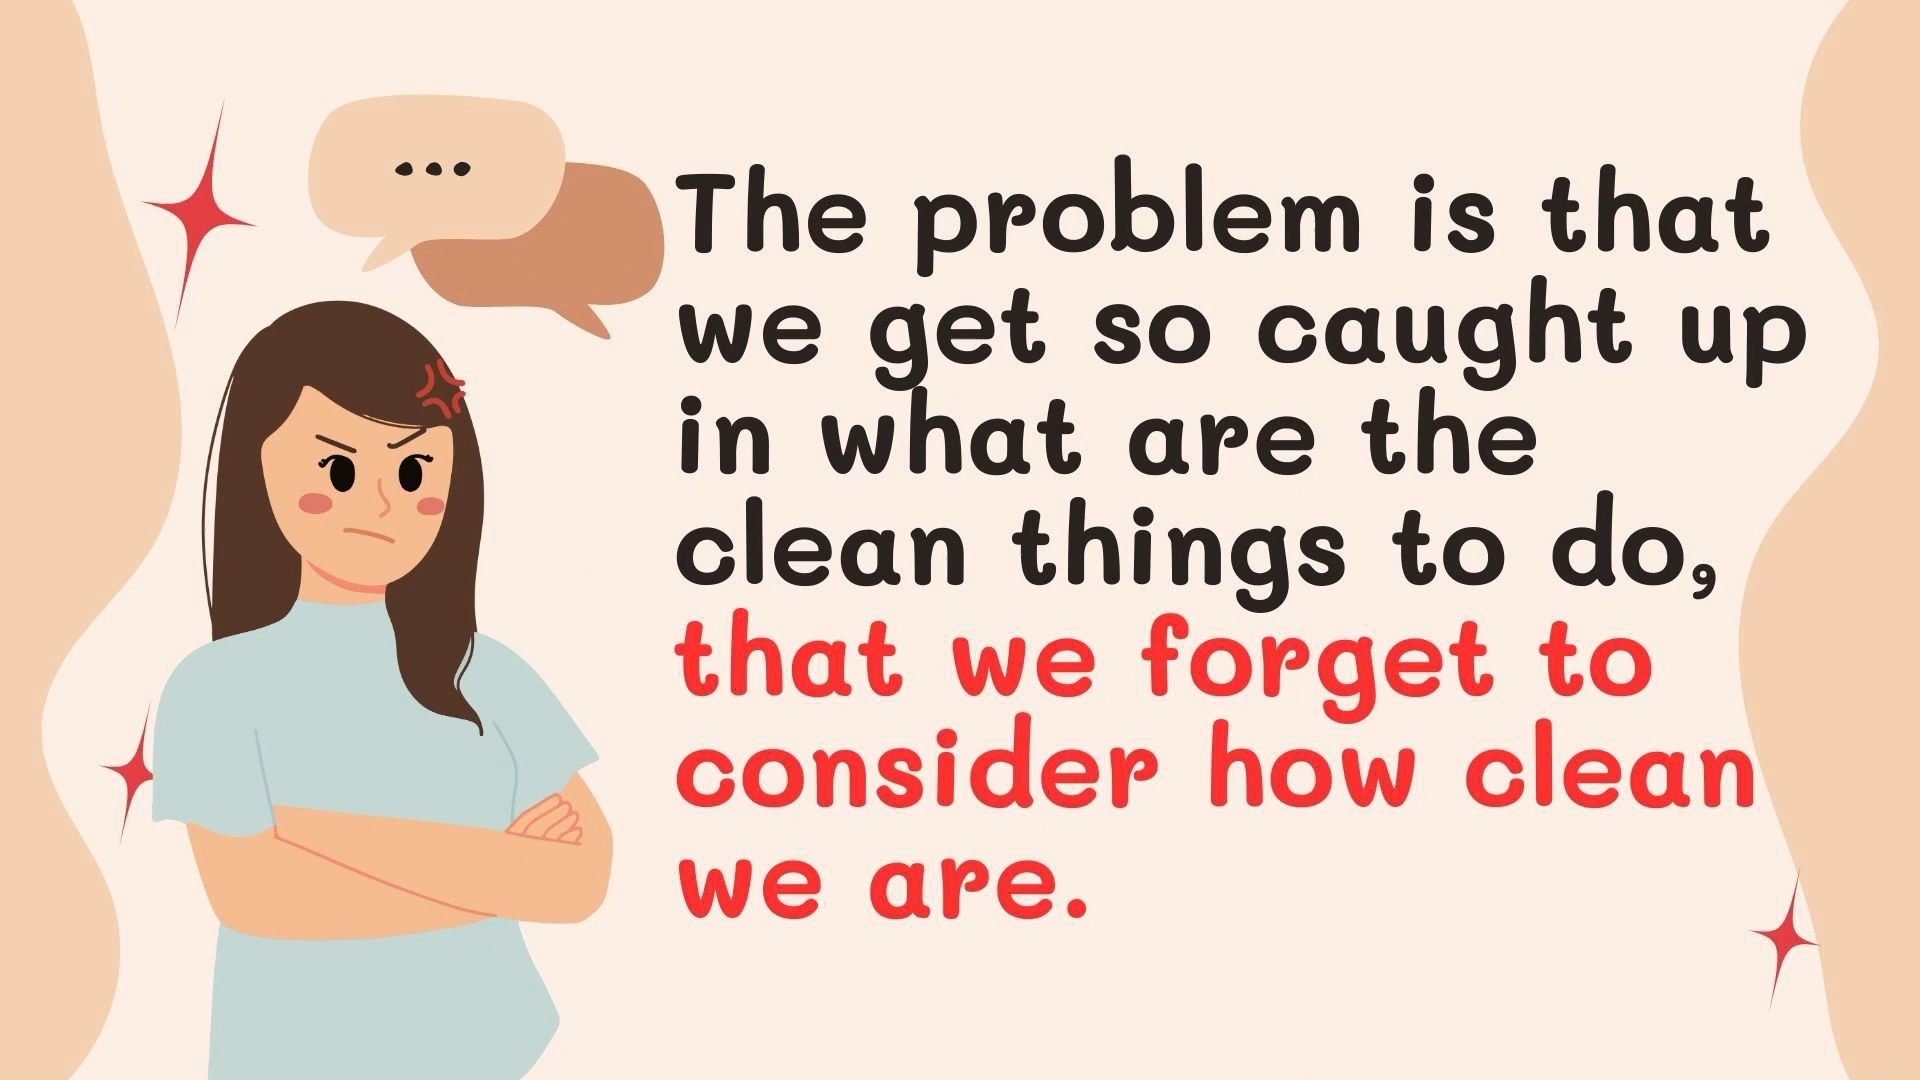 The problem is that
we get so caught up
in what are the
clean things to do,
that we forget to
consider how clean
we are.